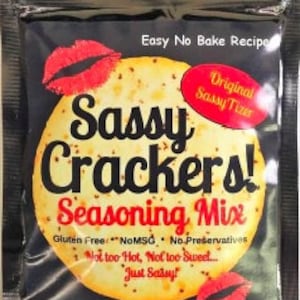 Easy No Bake Recipe
Original
SassyTizer
Sassy
Crackers!
Seasoning Mix
Gluten Free • NoMSG • No Preservatives
Not too Hot, Not too Sweet...
Just Sassy!